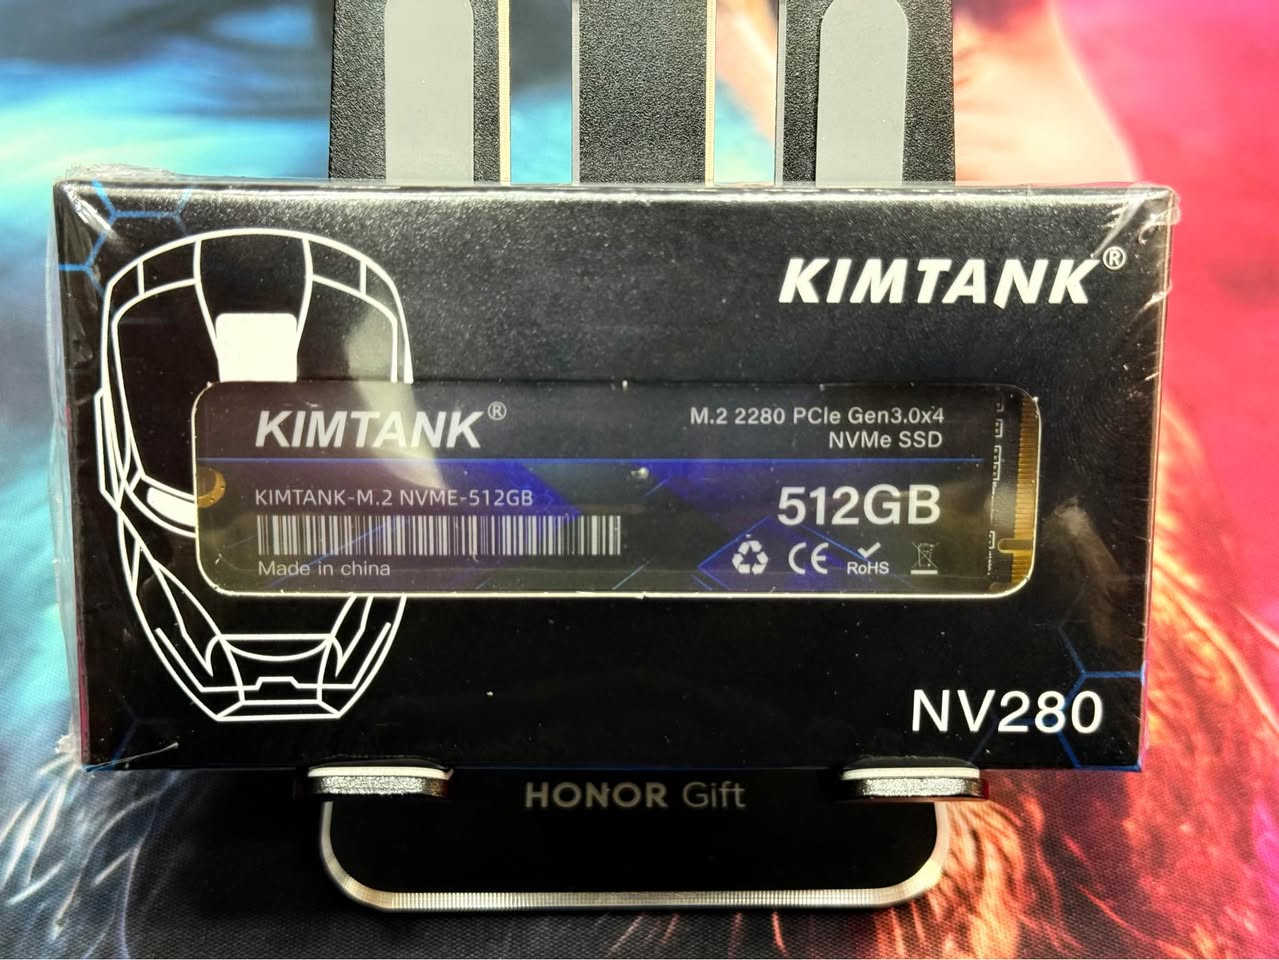 KIMTANK®
KIMTANK®
M.2 2280 PCIe Gen3.0x4
NVMe SSD
KIMTANK-M.2 NVME-512GB
512GB
Made in china
CE
RoHS
NV280
HONOR Gift